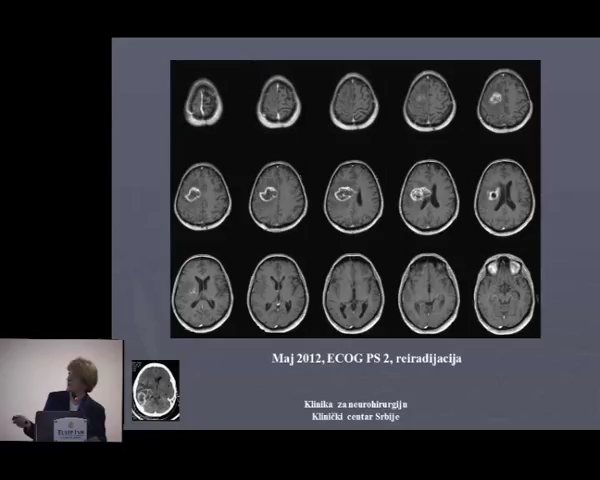 Maj 2012, ECOG PS 2, reiradijacija
Klinika za neurohirurgiju
Klinički centar Srbije